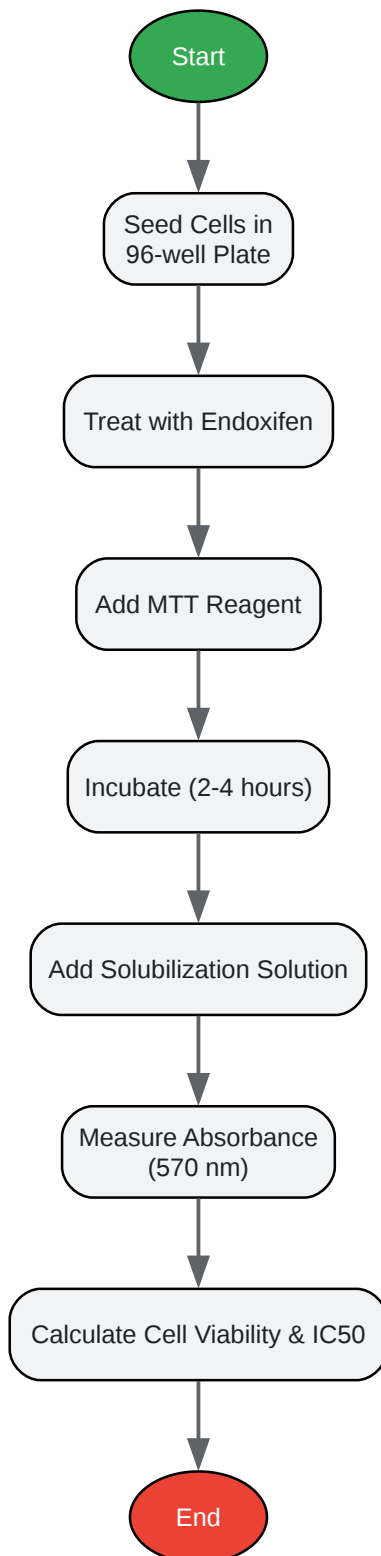 Start
Seed Cells in
96-well Plate
Treat with Endoxifen
Add MTT Reagent
Incubate (2-4 hours)
Add Solubilization Solution
Measure Absorbance
(570 nm)
Calculate Cell Viability & IC50
End